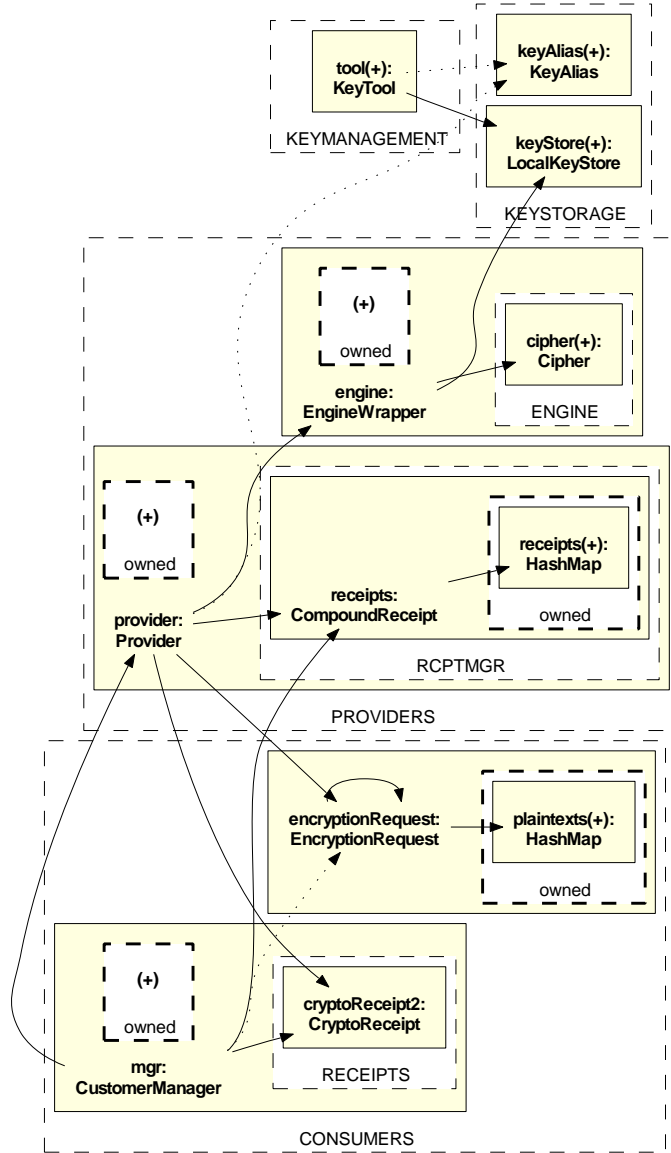 tool(+):
KeyTool
KEYMANAGEMENT
keyAlias(+):
KeyAlias
keyStore(+):
LocalKeyStore
KEYSTORAGE
(+)
owned
engine:
EngineWrapper
cipher(+):
Cipher
ENGINE
(+)
owned
provider:
Provider
receipts:
CompoundReceipt
receipts(+):
HashMap
owned
RCPTMGR
PROVIDERS
encryptionRequest:
EncryptionRequest
plaintexts(+):
HashMap
owned
(+)
owned
mgr:
CustomerManager
cryptoReceipt2:
CryptoReceipt
RECEIPTS
CONSUMERS